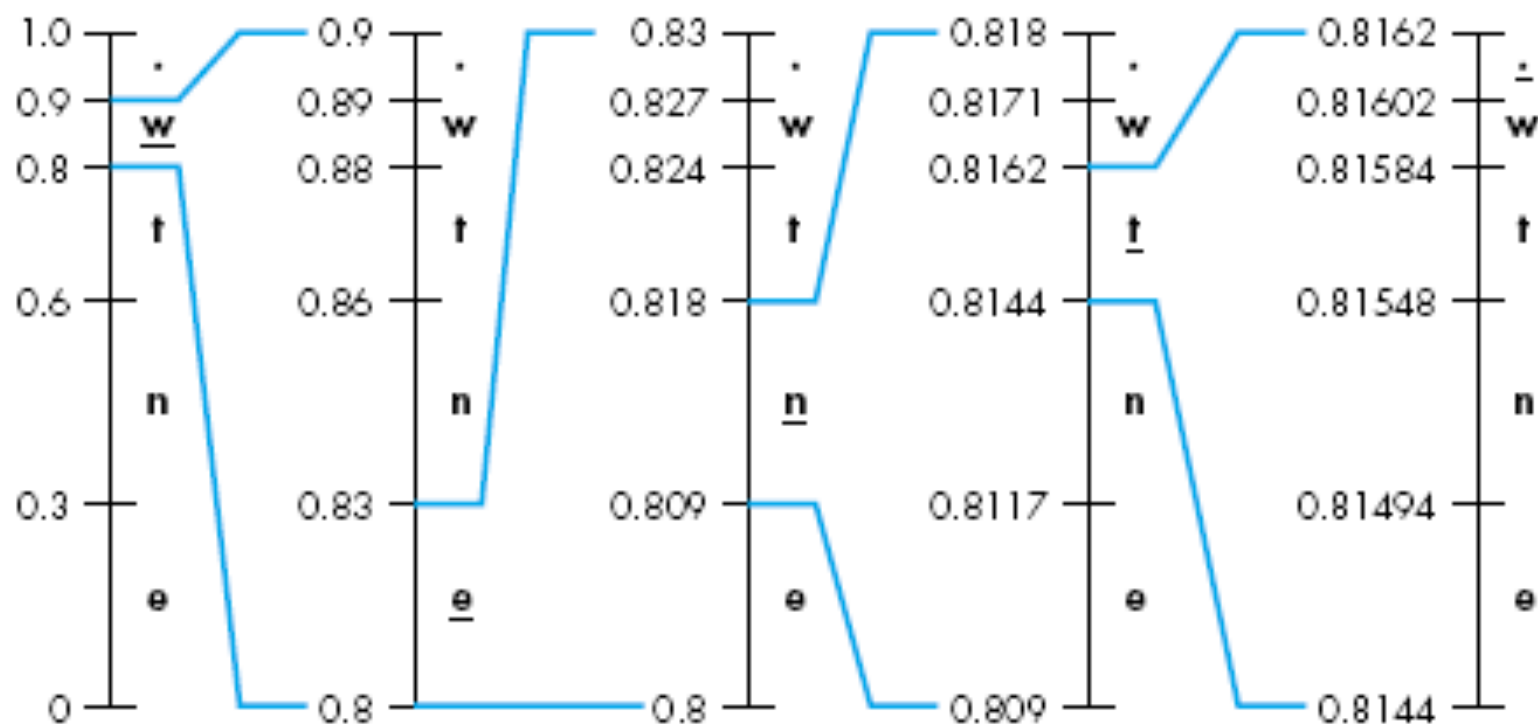 1.0 0.9 0.83 0.818 0.8162
. . . . .
0.9 0.89 0.827 0.8171 0.81602
w w w w w
0.8 0.88 0.824 0.8162 0.81584
t t t t t
0.6 0.86 0.818 0.8144 0.81548
n n n n n
0.3 0.83 0.809 0.8117 0.81494
e e e e e
0 0.8 0.8 0.809 0.8144